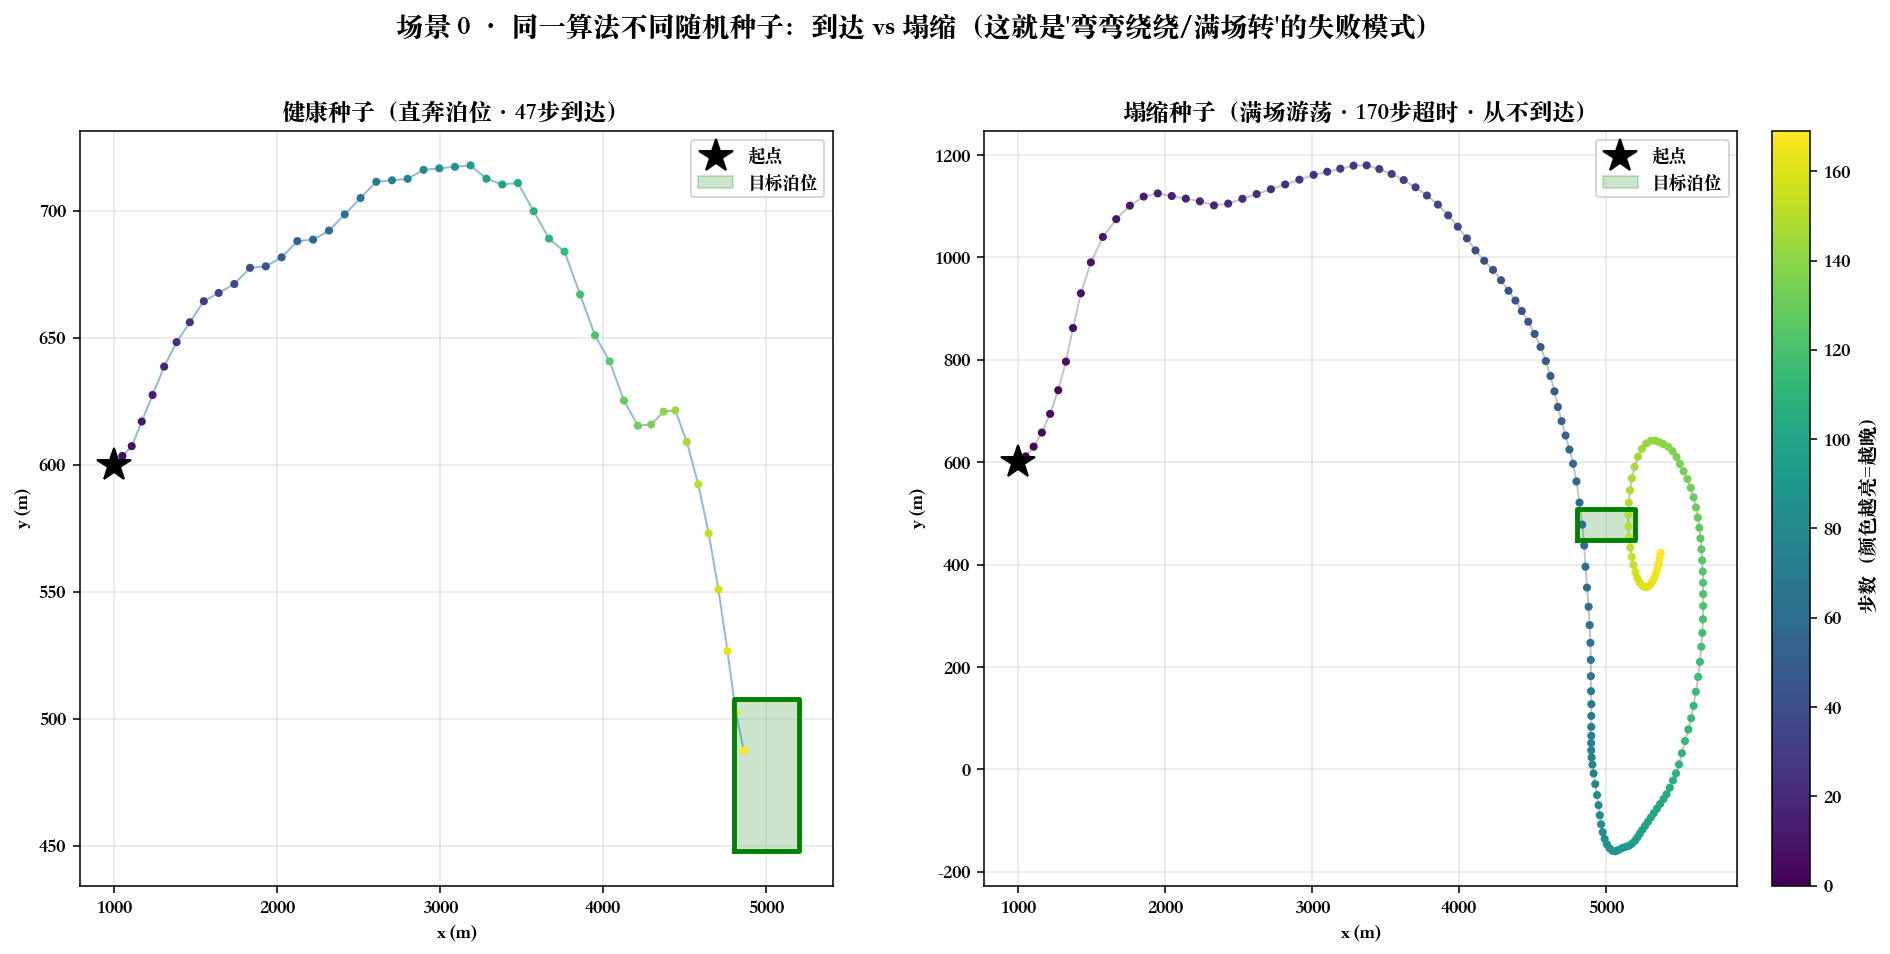 场景 0 · 同一算法不同随机种子：到达 vs 塌缩（这就是'弯弯绕绕/满场转'的失败模式）
健康种子（直奔泊位 · 47步到达）
起点
目标泊位
700
650
600
550
500
450
y (m)
1000
2000
3000
4000
5000
x (m)
塌缩种子（满场游荡 · 170步超时 · 从不到达）
起点
目标泊位
1200
1000
800
600
400
200
0
-200
y (m)
1000
2000
3000
4000
5000
x (m)
160
140
120
100
80
60
40
20
0
步数（颜色越亮=越晚）